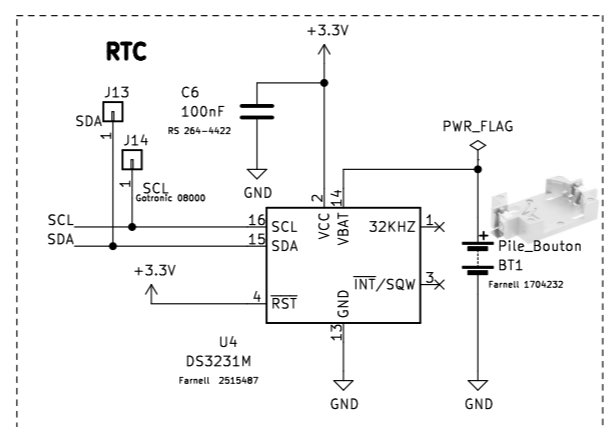 RTC
+3.3V
J13
C6
100nF
RS 264-4422
SDA
1
J14
1
SCL
Gotronic 08000
GND
PWR_FLAG
SCL
SDA
16
SCL
15
SDA
2
VCC
14
VBAT
32KHZ
1
+
Pile_Bouton
BT1
Farnell 1704232
+3.3V
4
RST
INT/SQW
3
GND
13
U4
DS3231M
Farnell 2515487
GND
GND